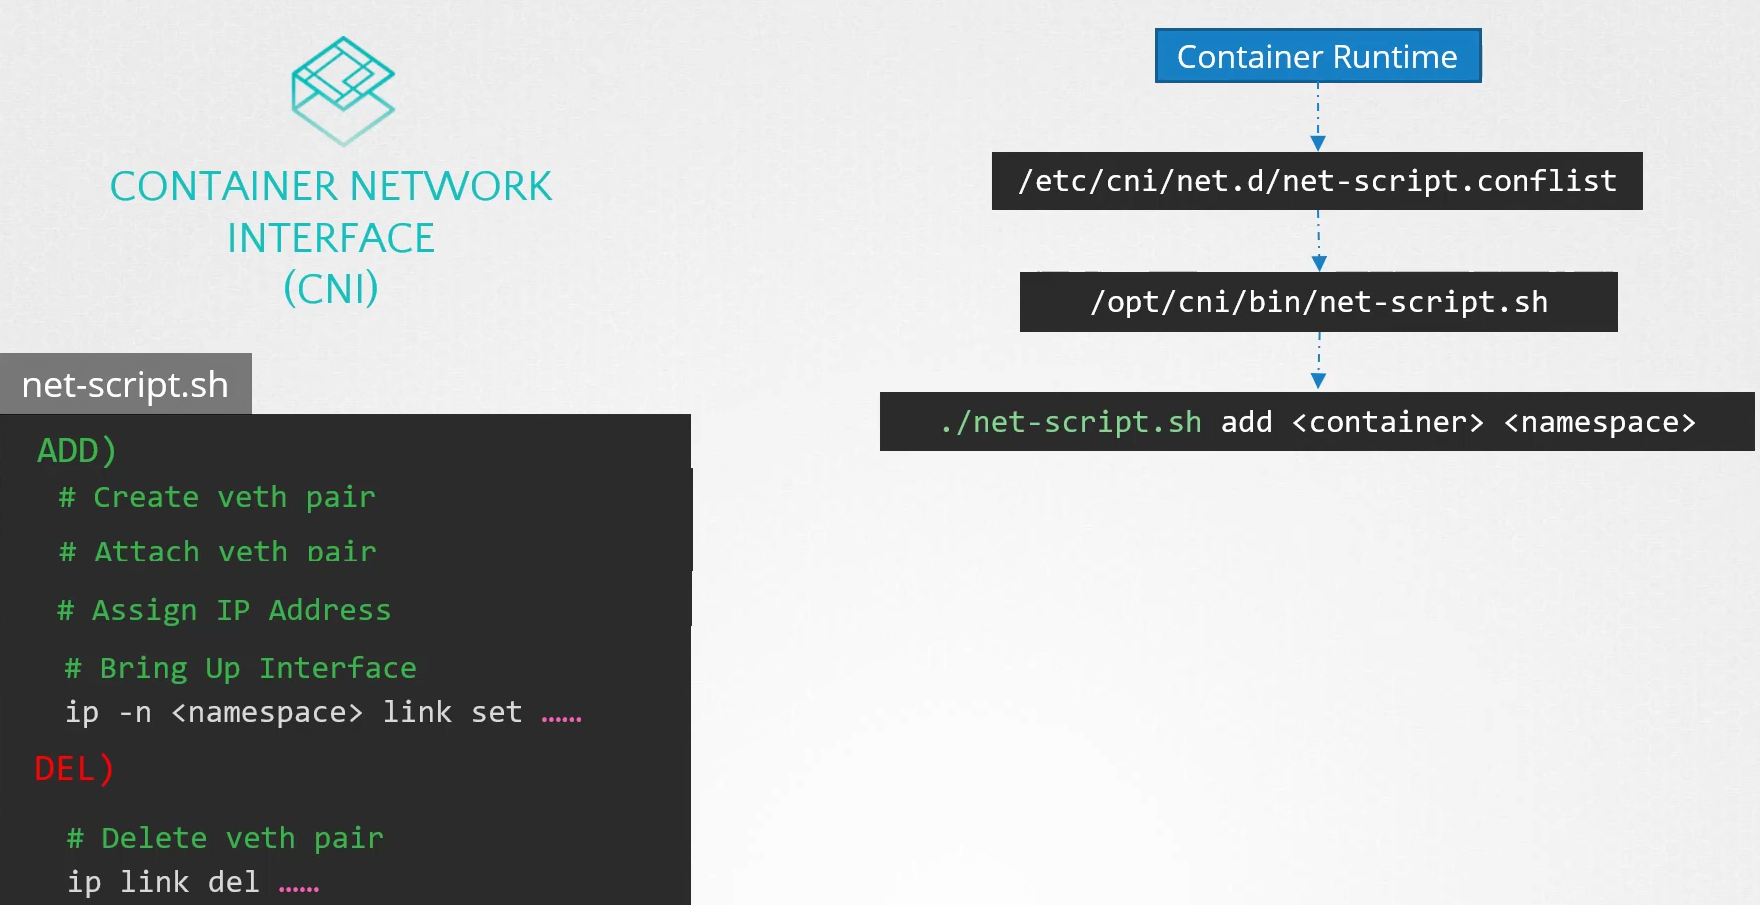 CONTAINER NETWORK
INTERFACE
(CNI)
net-script.sh
ADD)
# Create veth pair
# Attach veth pair
# Assign IP Address
# Bring Up Interface
ip -n <namespace> link set ……
DEL)
# Delete veth pair
ip link del ……
Container Runtime
/etc/cni/net.d/net-script.conflist
/opt/cni/bin/net-script.sh
./net-script.sh add <container> <namespace>